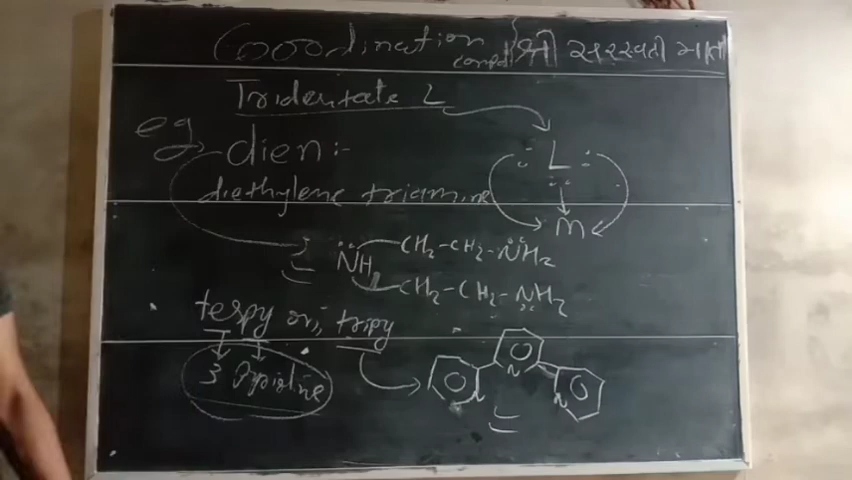 Coordination compd श्री સરસ્વતી માતા
Tridentate L
eg, dien :-
L
diethylene triamine
M
NH
CH2-CH2-NH2
CH2-CH2-NH2
terpy or, tripy
3 Pyridine
N
N
N